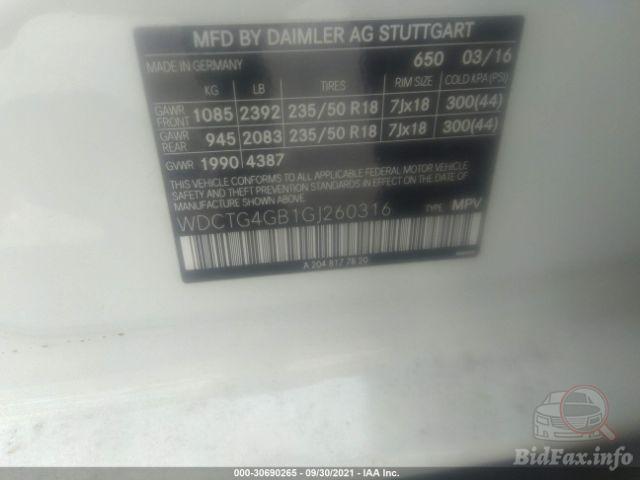 MFD BY DAIMLER AG STUTTGART
MADE IN GERMANY 650 03/16
KG LB TIRES RIM SIZE COLD KPA (PSI)
GAWR FRONT 1085 2392 235/50 R18 7Jx18 300(44)
GAWR REAR 945 2083 235/50 R18 7Jx18 300(44)
GVWR 1990 4387
THIS VEHICLE CONFORMS TO ALL APPLICABLE FEDERAL MOTOR VEHICLE
SAFETY AND THEFT PREVENTION STANDARDS IN EFFECT ON THE DATE OF
MANUFACTURE SHOWN ABOVE.
WDCTG4GB1GJ260316 TYPE: MPV
A 204 817 78 20
BidFax.info
000-30690265 - 09/30/2021 - IAA Inc.